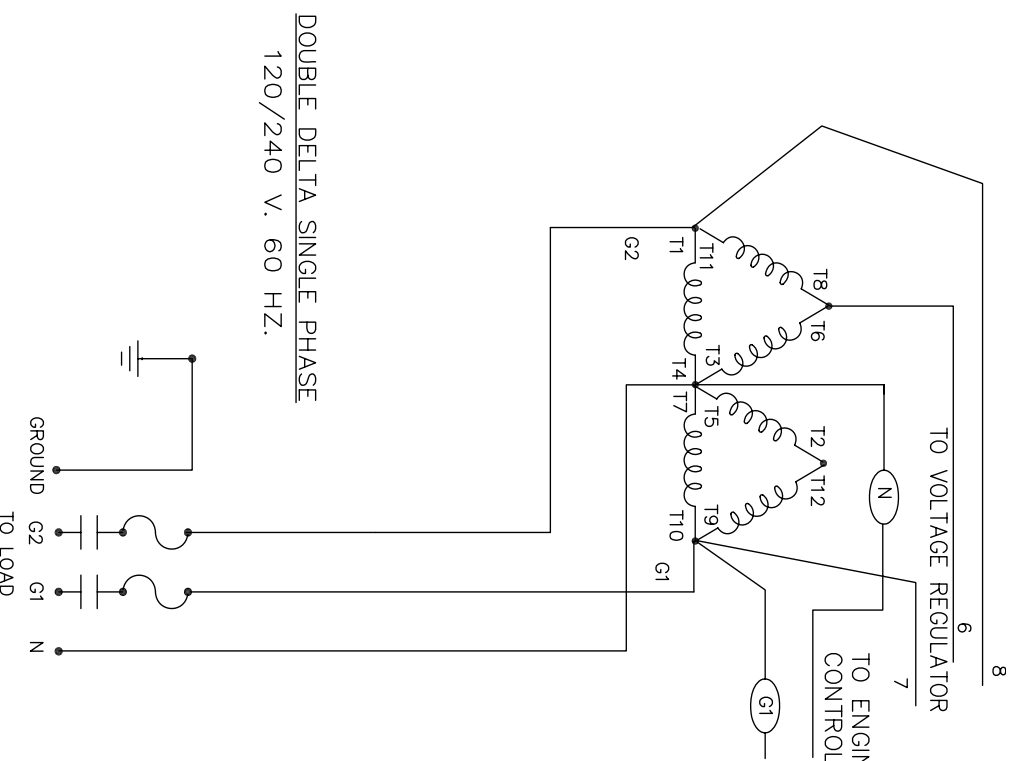 DOUBLE DELTA SINGLE PHASE
120/240 V. 60 HZ.
8
6
TO VOLTAGE REGULATOR
7
TO ENGIN
CONTROL
T8
T6
T2
T12
N
T11
T3
T5
T9
T1
T4
T7
T10
G2
G1
G1
GROUND
G2
G1
N
TO LOAD